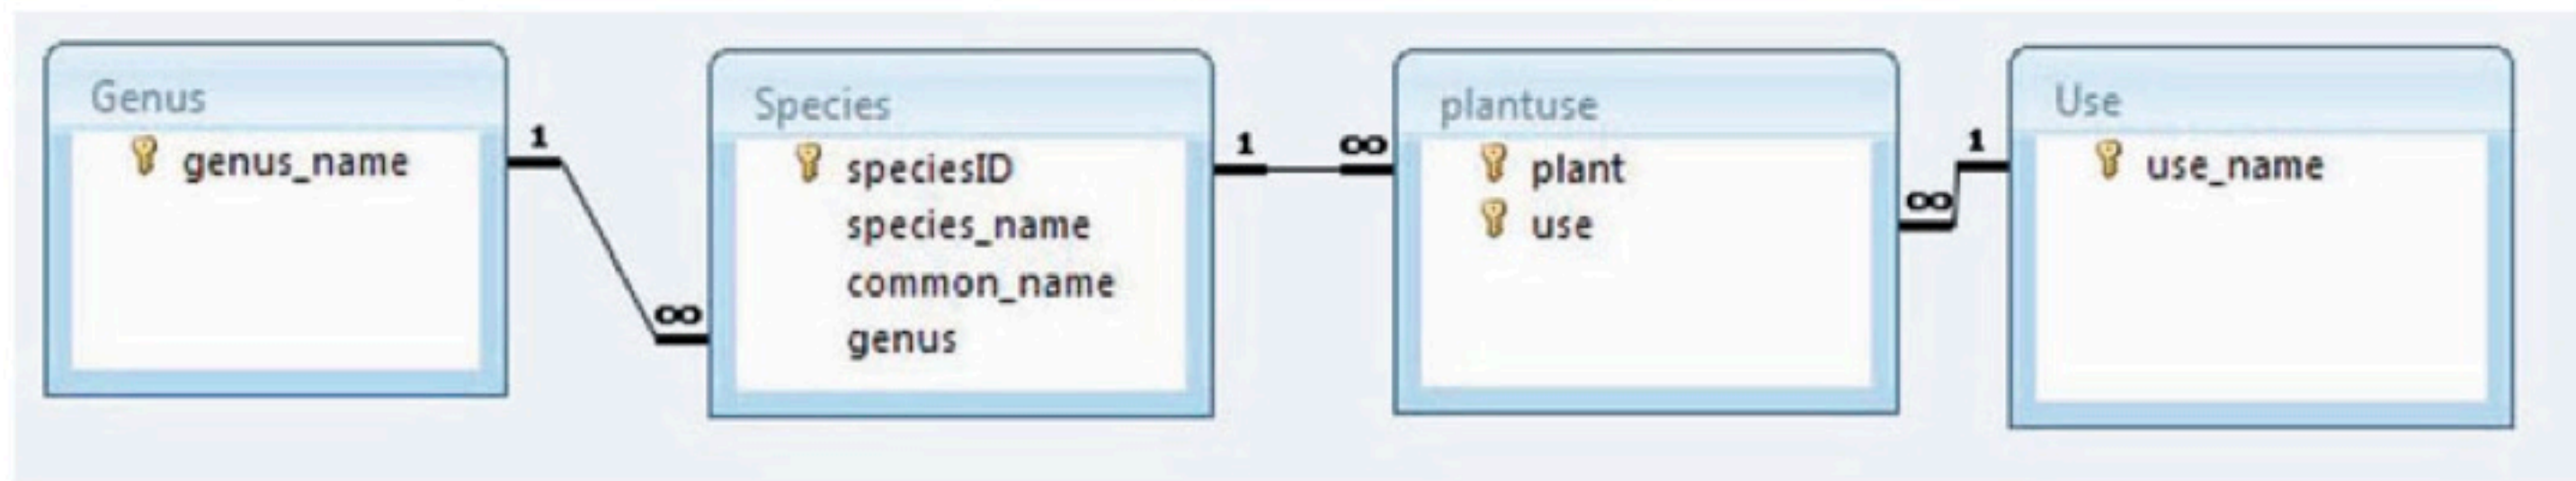 Genus
genus_name
1
∞
Species
speciesID
species_name
common_name
genus
1
∞
plantuse
plant
use
∞
1
Use
use_name